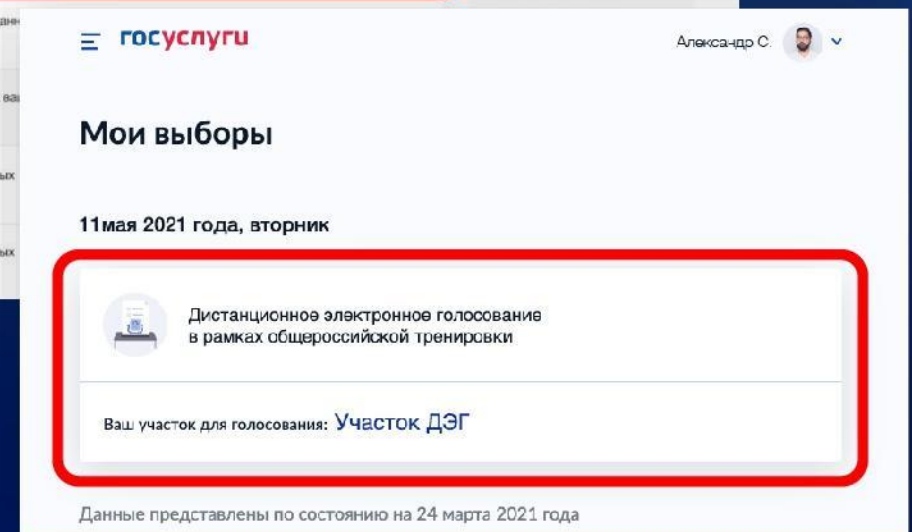 госуслуги
Александр С.
Мои выборы
11мая 2021 года, вторник
Дистанционное электронное голосование
в рамках общероссийской тренировки
Ваш участок для голосования: Участок ДЭГ
Данные представлены по состоянию на 24 марта 2021 года